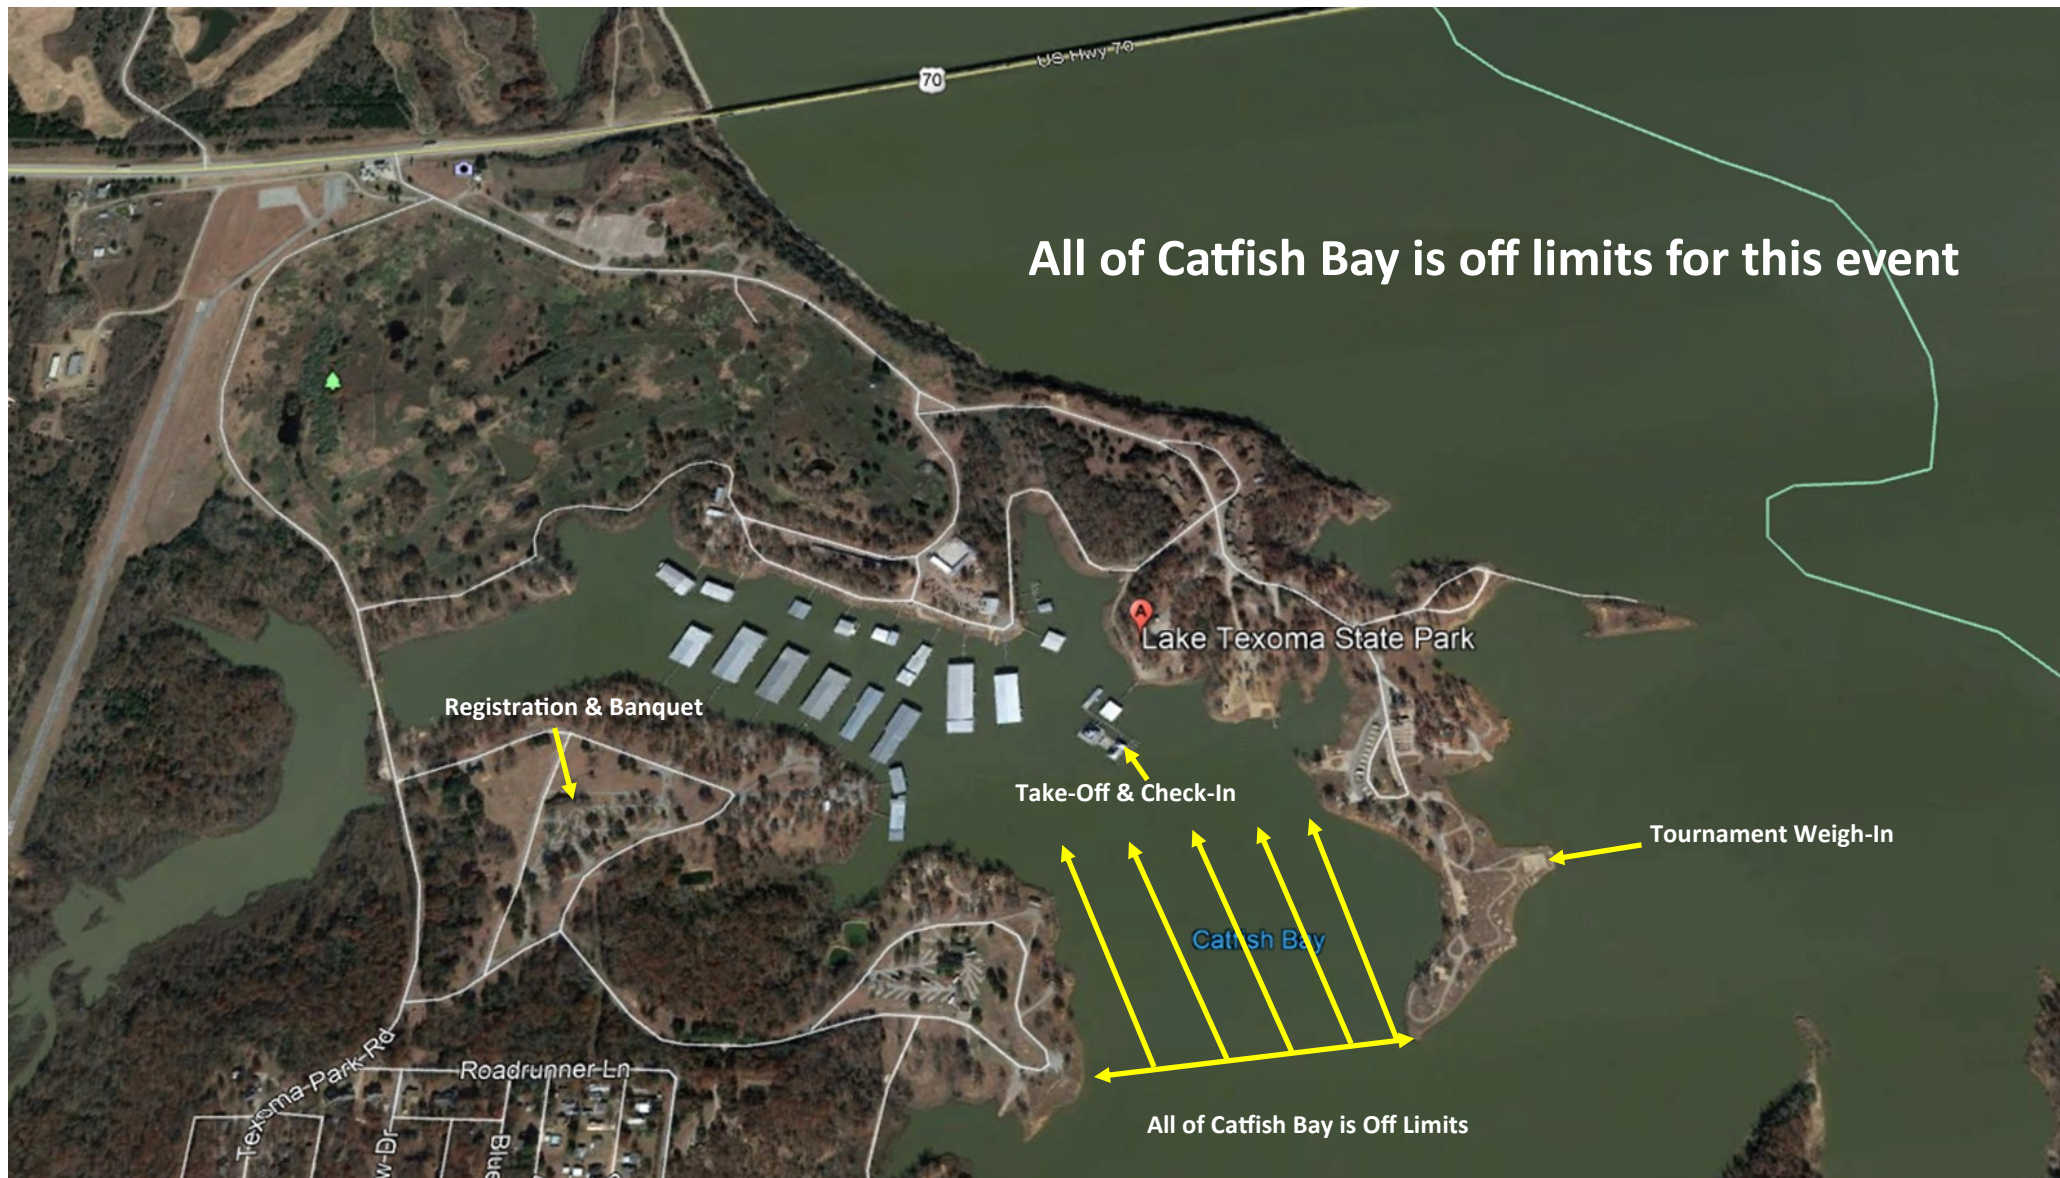 US Hwy 70
70
All of Catfish Bay is off limits for this event
A
Lake Texoma State Park
Registration & Banquet
Take-Off & Check-In
Tournament Weigh-In
Catfish Bay
Texoma Park Rd
Roadrunner Ln
w Dr
Blue
All of Catfish Bay is Off Limits